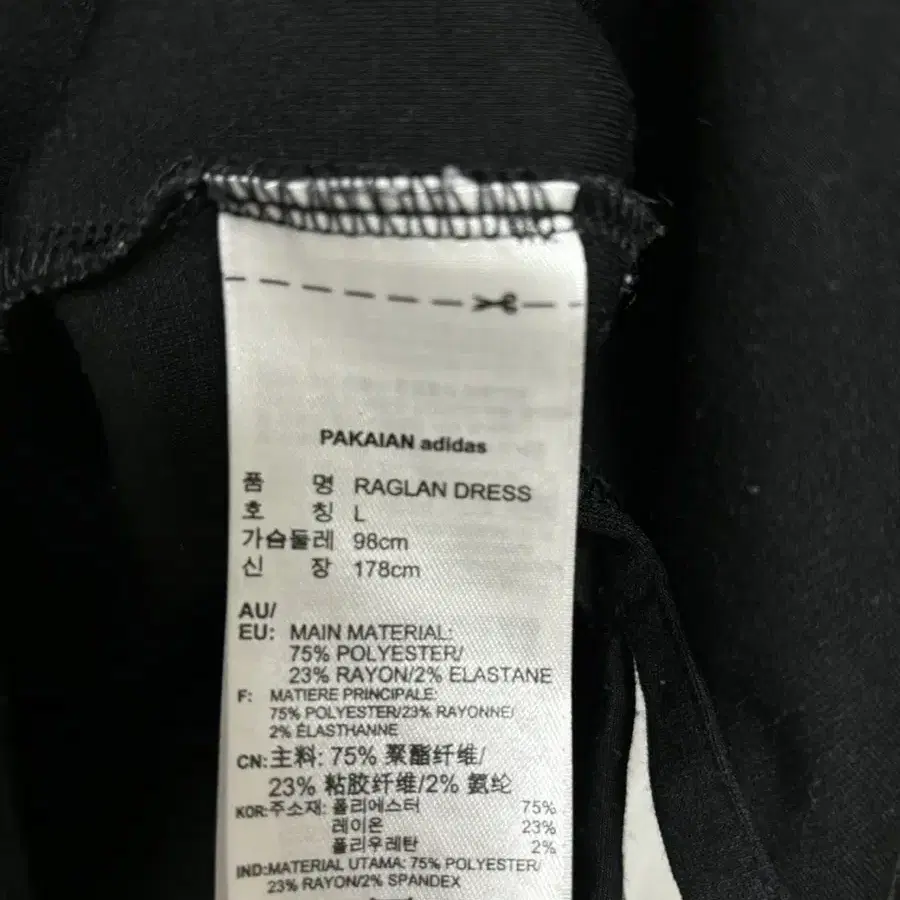 PAKAIAN adidas
품 명 RAGLAN DRESS
호 칭 L
가슴둘레 98cm
신 장 178cm
AU/
EU: MAIN MATERIAL:
75% POLYESTER/
23% RAYON/2% ELASTANE
F: MATIERE PRINCIPALE:
75% POLYESTER/23% RAYONNE/
2% ÉLASTHANNE
CN:主料: 75% 聚酯纤维/
23% 粘胶纤维/2% 氨纶
KOR:주소재: 폴리에스터 75%
레이온 23%
폴리우레탄 2%
IND:MATERIAL UTAMA: 75% POLYESTER/
23% RAYON/2% SPANDEX